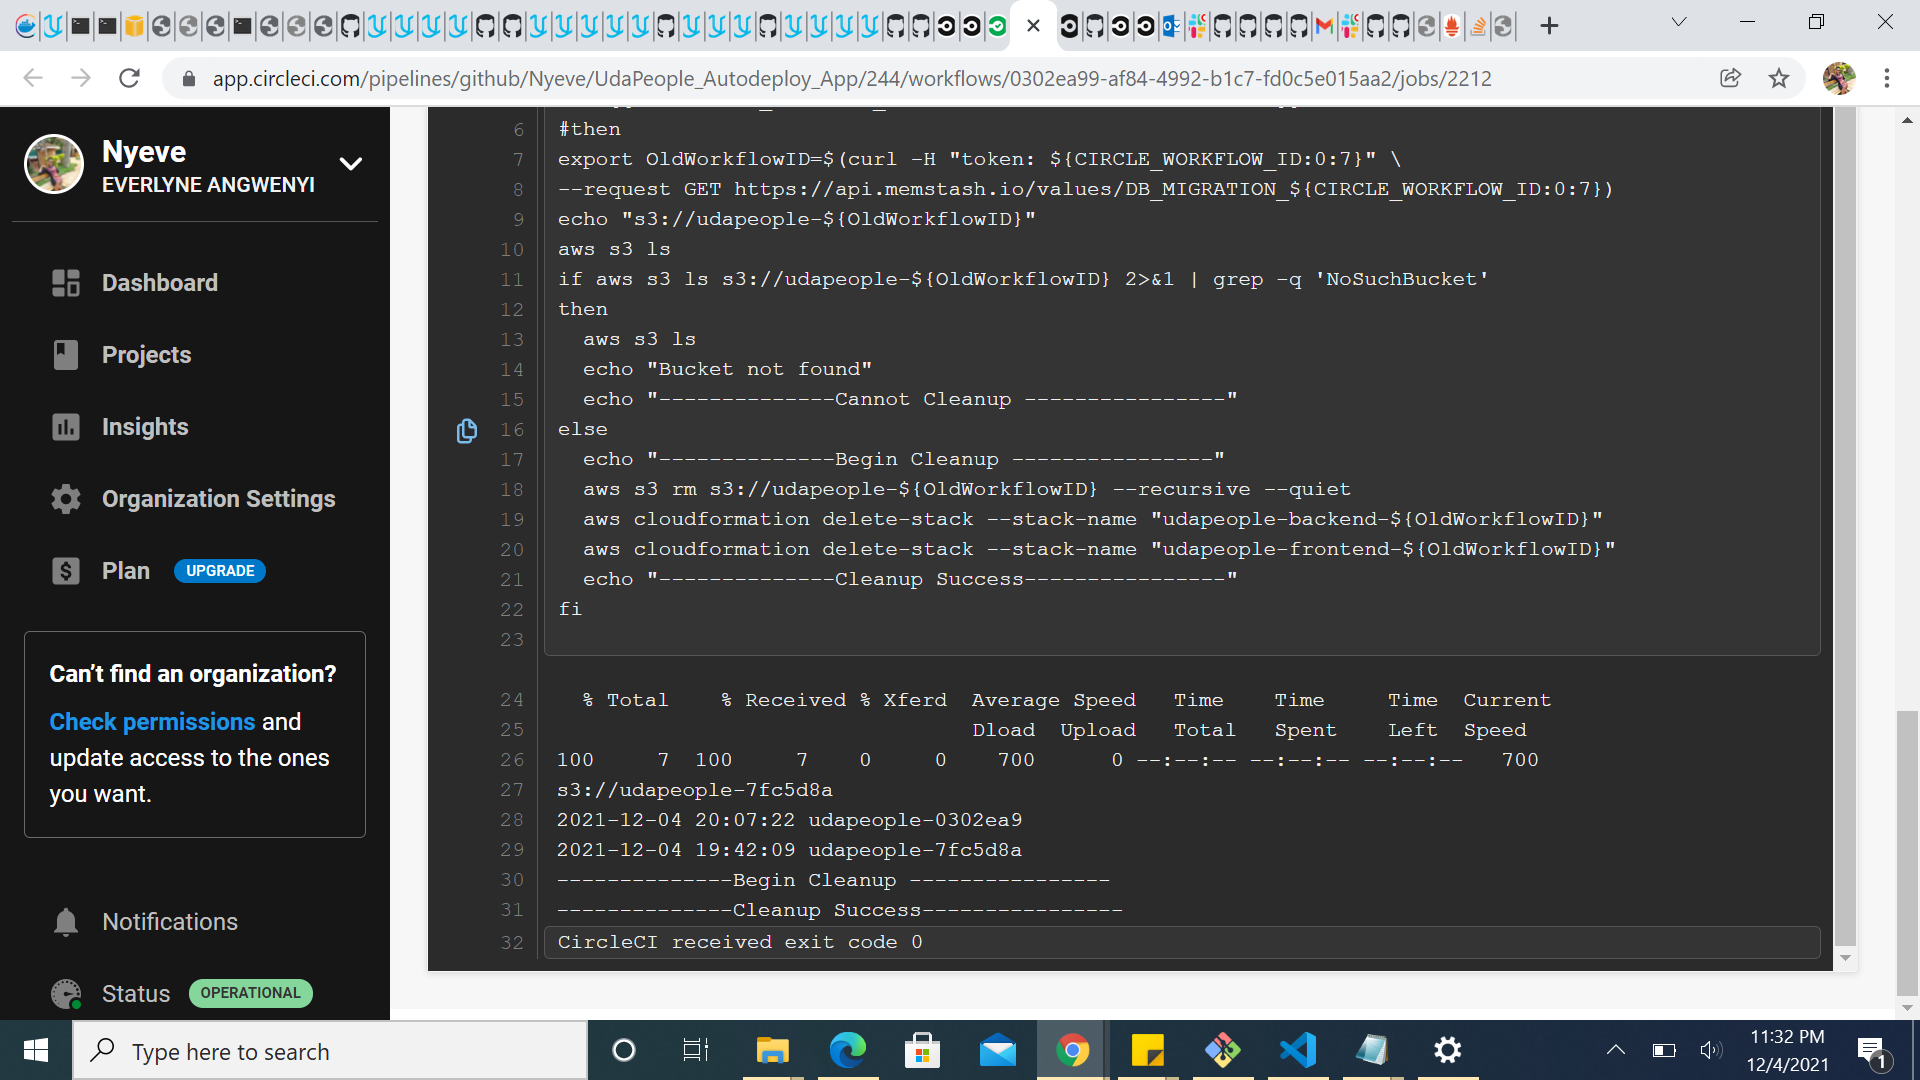 app.circleci.com/pipelines/github/Nyeve/UdaPeople_Autodeploy_App/244/workflows/0302ea99-af84-4992-b1c7-fd0c5e015aa2/jobs/2212
Nyeve
EVERLYNE ANGWENYI
Dashboard
Projects
Insights
Organization Settings
Plan UPGRADE
Can't find an organization?
Check permissions and
update access to the ones
you want.
Notifications
Status OPERATIONAL
6 #then
7 export OldWorkflowID=$(curl -H "token: ${CIRCLE_WORKFLOW_ID:0:7}" \
8 --request GET https://api.memstash.io/values/DB_MIGRATION_${CIRCLE_WORKFLOW_ID:0:7})
9 echo "s3://udapeople-${OldWorkflowID}"
10 aws s3 ls
11 if aws s3 ls s3://udapeople-${OldWorkflowID} 2>&1 | grep -q 'NoSuchBucket'
12 then
13   aws s3 ls
14   echo "Bucket not found"
15   echo "--------------Cannot Cleanup ----------------"
16 else
17   echo "--------------Begin Cleanup ----------------"
18   aws s3 rm s3://udapeople-${OldWorkflowID} --recursive --quiet
19   aws cloudformation delete-stack --stack-name "udapeople-backend-${OldWorkflowID}"
20   aws cloudformation delete-stack --stack-name "udapeople-frontend-${OldWorkflowID}"
21   echo "--------------Cleanup Success----------------"
22 fi
23
24   % Total    % Received % Xferd  Average Speed   Time    Time     Time  Current
25                                  Dload  Upload   Total   Spent    Left  Speed
26 100     7  100     7    0     0    700      0 --:--:-- --:--:-- --:--:--   700
27 s3://udapeople-7fc5d8a
28 2021-12-04 20:07:22 udapeople-0302ea9
29 2021-12-04 19:42:09 udapeople-7fc5d8a
30 --------------Begin Cleanup ----------------
31 --------------Cleanup Success----------------
32 CircleCI received exit code 0
Type here to search
11:32 PM
12/4/2021
1